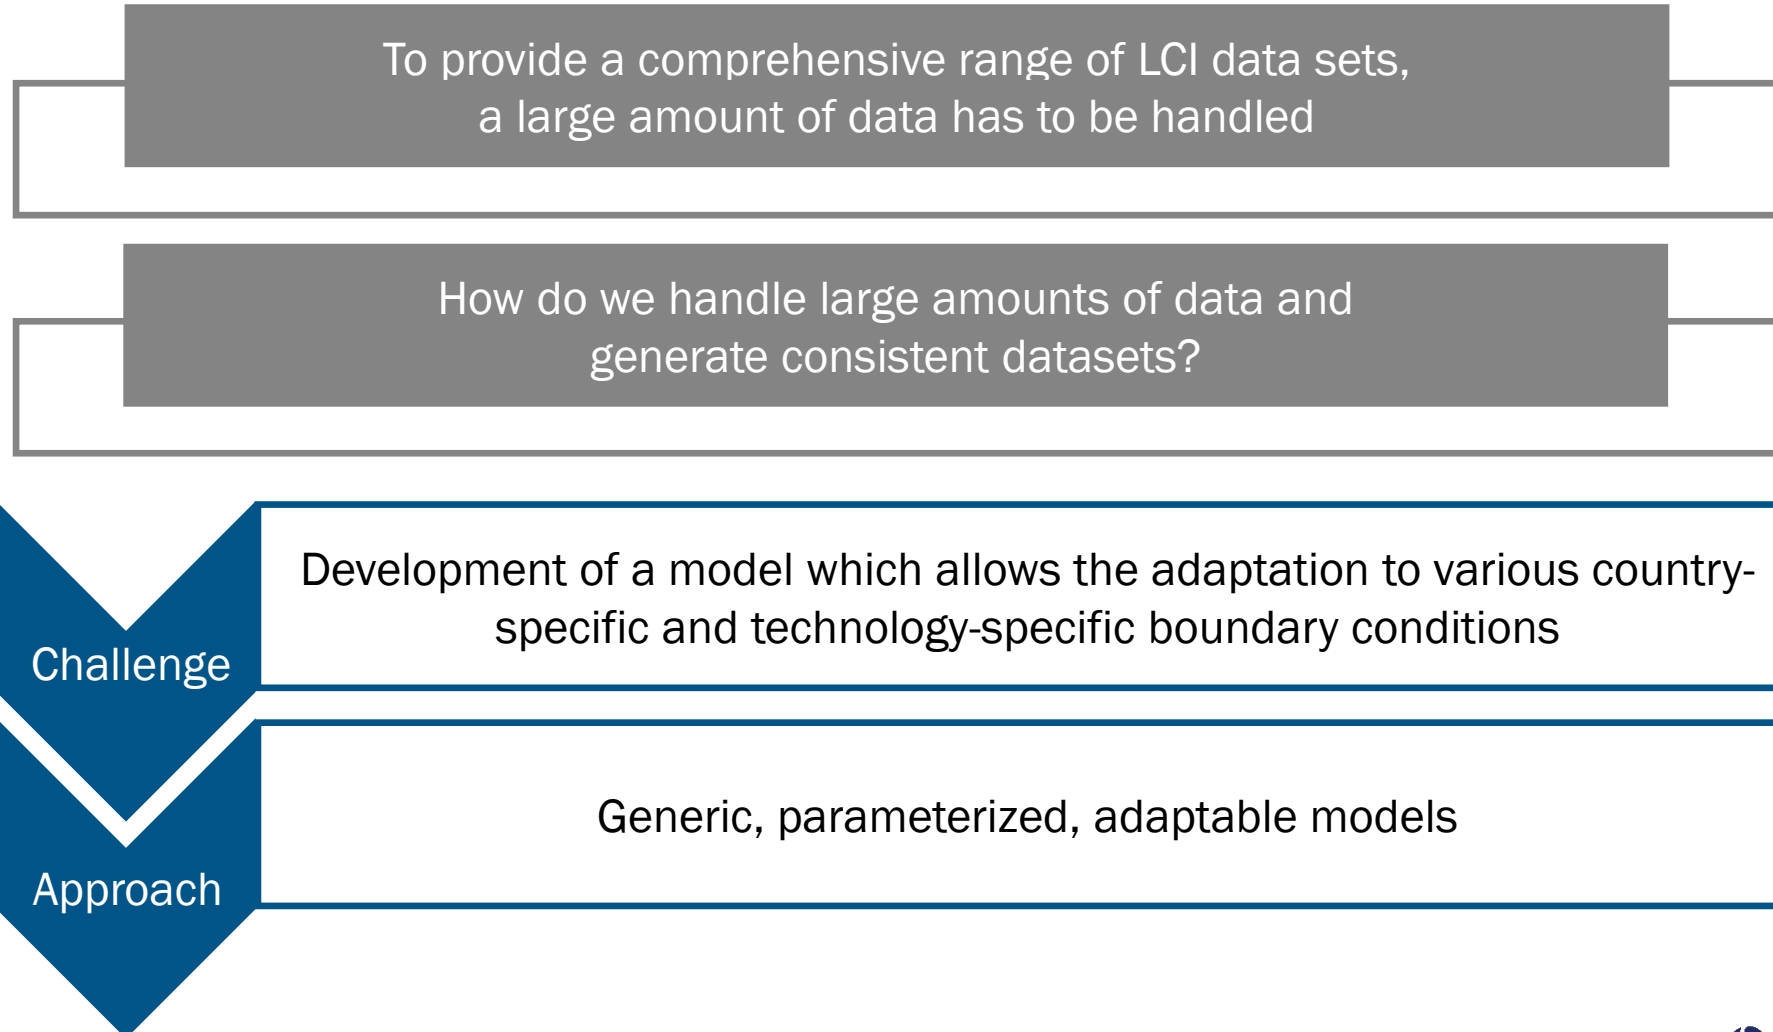 To provide a comprehensive range of LCI data sets,
a large amount of data has to be handled
How do we handle large amounts of data and
generate consistent datasets?
Challenge
Development of a model which allows the adaptation to various country-
specific and technology-specific boundary conditions
Approach
Generic, parameterized, adaptable models